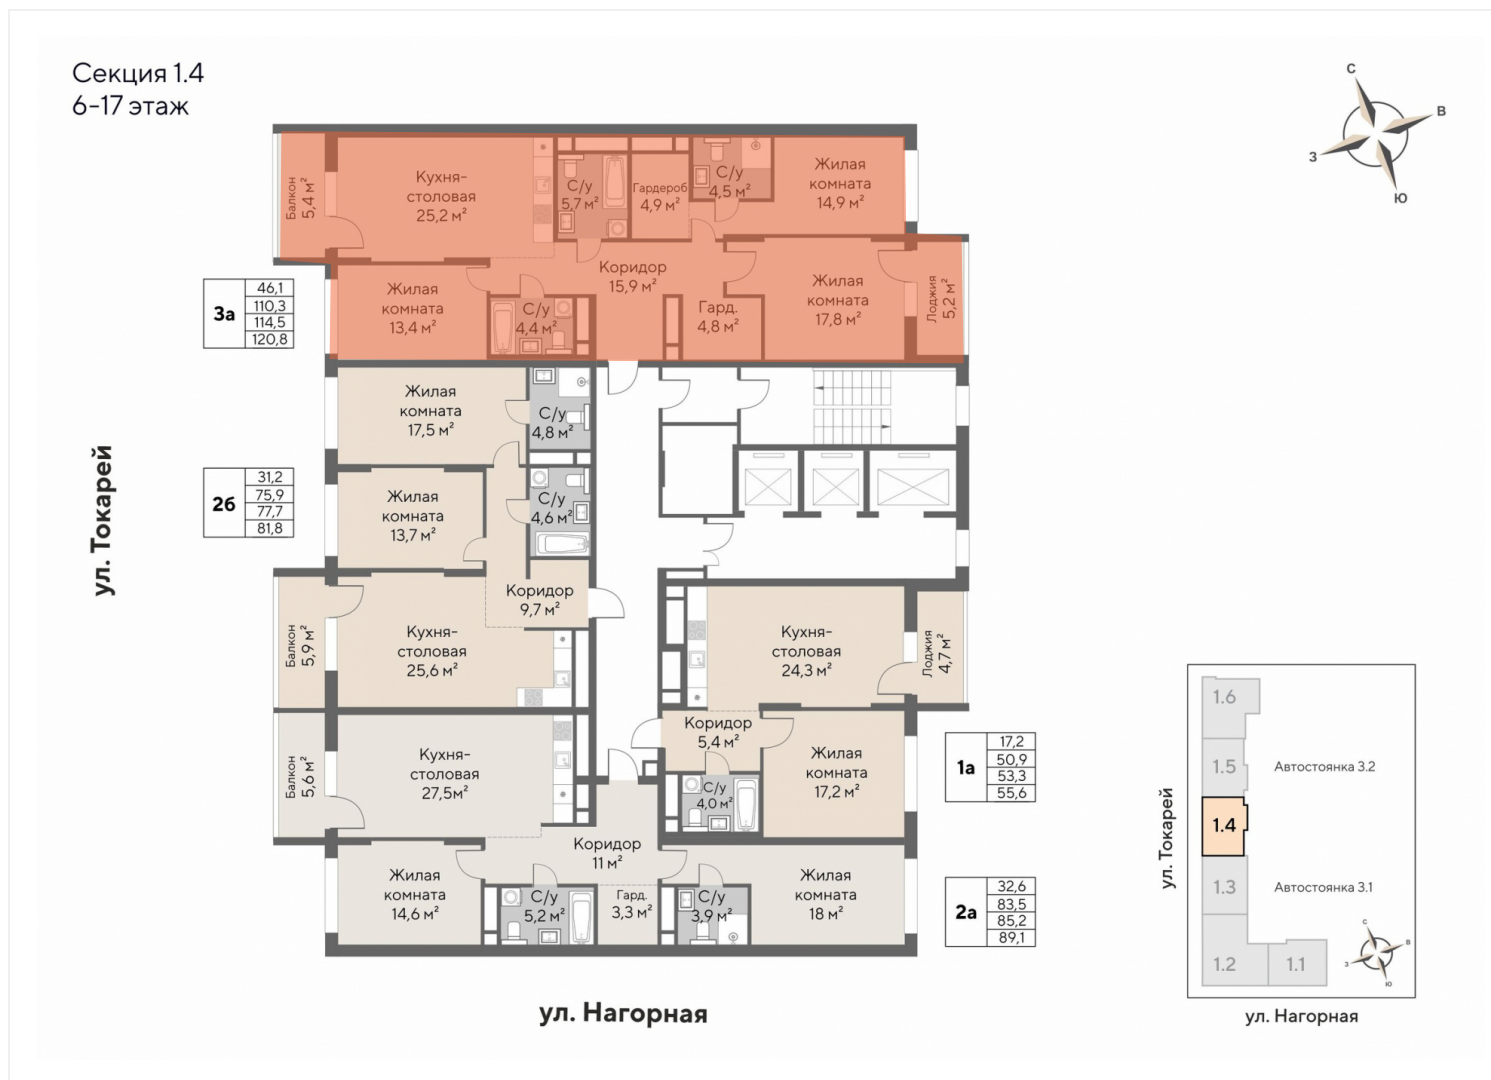 Секция 1.4
6-17 этаж
С
В
З
Ю
Балкон
5,4 м²
Кухня-
столовая
25,2 м²
С/у
5,7 м²
Гардероб
4,9 м²
С/у
4,5 м²
Жилая
комната
14,9 м²
Жилая
комната
13,4 м²
С/у
4,4 м²
Коридор
15,9 м²
Гард.
4,8 м²
Жилая
комната
17,8 м²
Лоджия
5,2 м²
3а
46,1
110,3
114,5
120,8
Жилая
комната
17,5 м²
С/у
4,8 м²
ул. Токарей
2б
31,2
75,9
77,7
81,8
Жилая
комната
13,7 м²
С/у
4,6 м²
Коридор
9,7 м²
Балкон
5,9 м²
Кухня-
столовая
25,6 м²
Кухня-
столовая
24,3 м²
Лоджия
4,7 м²
Коридор
5,4 м²
Жилая
комната
17,2 м²
С/у
4,0 м²
1а
17,2
50,9
53,3
55,6
Балкон
5,6 м²
Кухня-
столовая
27,5м²
Коридор
11 м²
Жилая
комната
14,6 м²
С/у
5,2 м²
Гард.
3,3 м²
С/у
3,9 м²
Жилая
комната
18 м²
2а
32,6
83,5
85,2
89,1
ул. Нагорная
1.6
1.5
Автостоянка 3.2
1.4
ул. Токарей
1.3
Автостоянка 3.1
1.2
1.1
С
В
З
Ю
ул. Нагорная